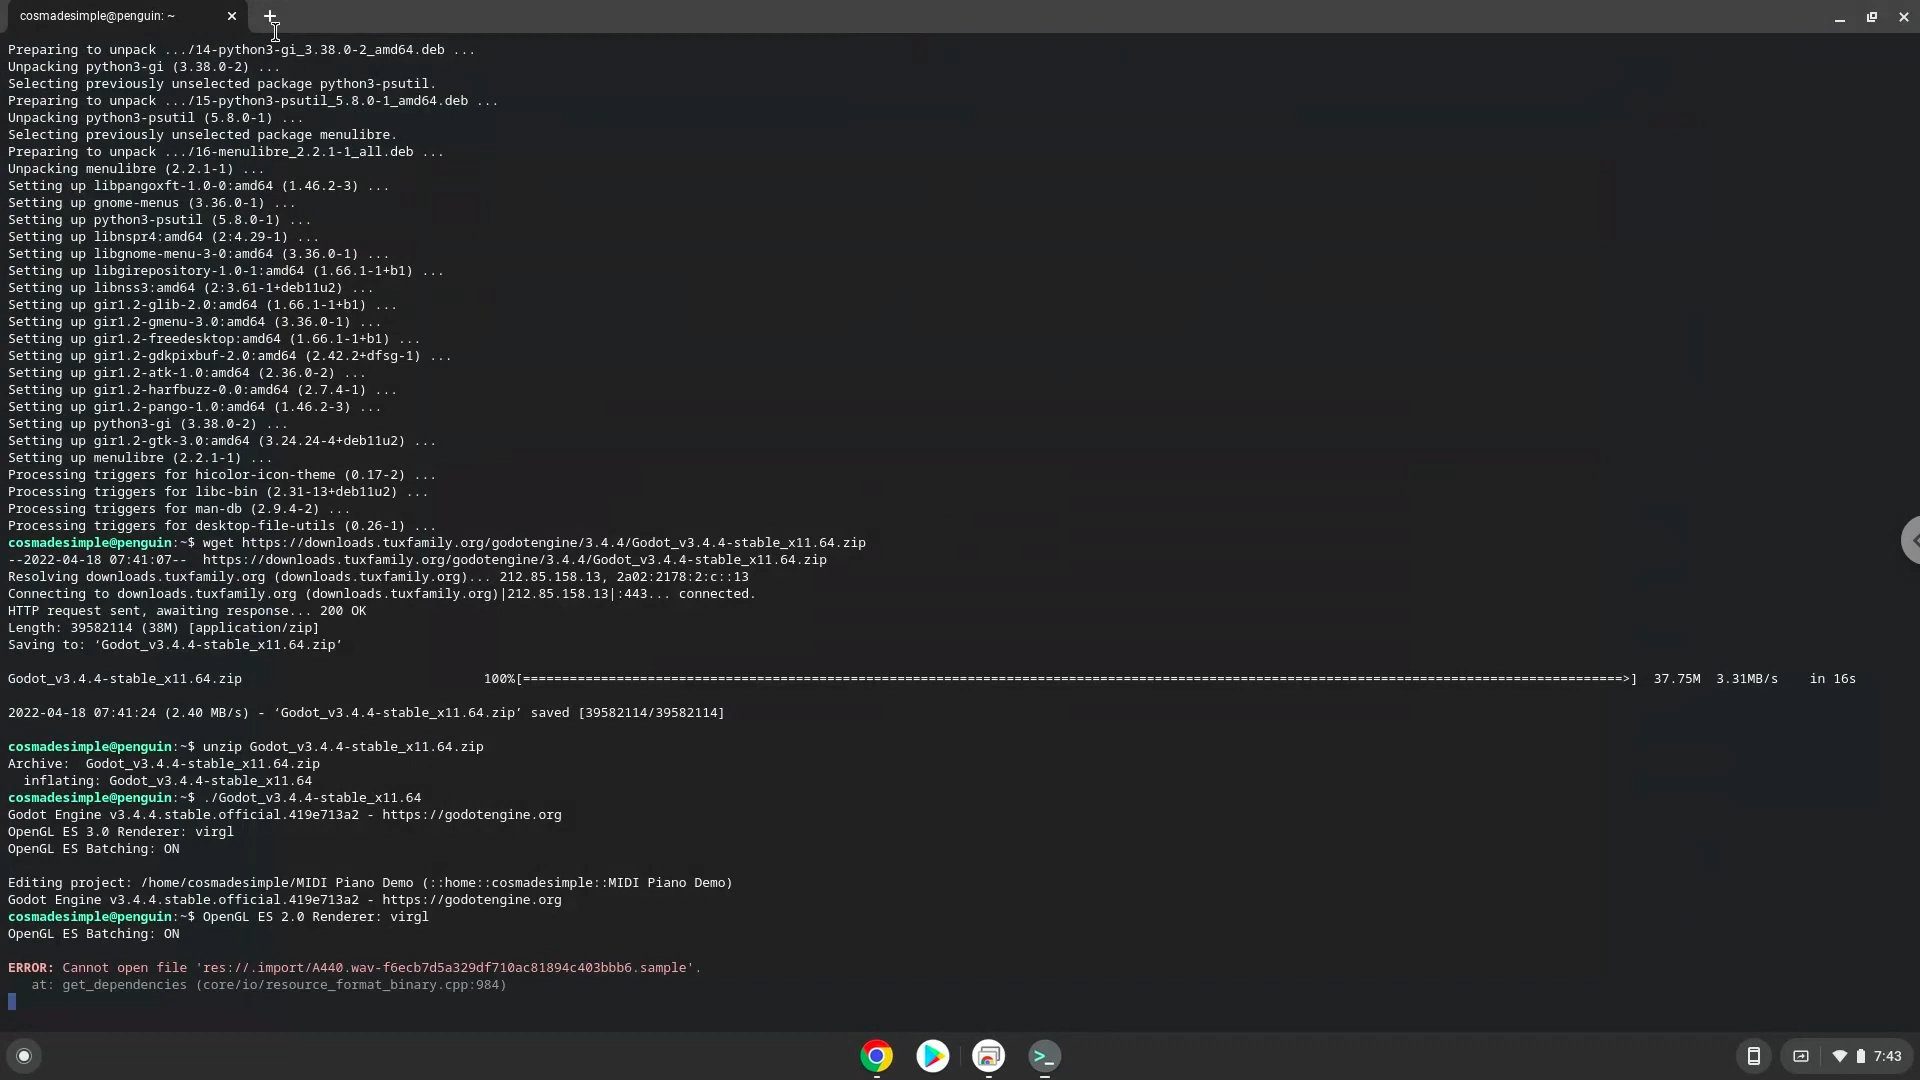 cosmadesimple@penguin: ~
Preparing to unpack .../14-python3-gi_3.38.0-2_amd64.deb ...
Unpacking python3-gi (3.38.0-2) ...
Selecting previously unselected package python3-psutil.
Preparing to unpack .../15-python3-psutil_5.8.0-1_amd64.deb ...
Unpacking python3-psutil (5.8.0-1) ...
Selecting previously unselected package menulibre.
Preparing to unpack .../16-menulibre_2.2.1-1_all.deb ...
Unpacking menulibre (2.2.1-1) ...
Setting up libpangoxft-1.0-0:amd64 (1.46.2-3) ...
Setting up gnome-menus (3.36.0-1) ...
Setting up python3-psutil (5.8.0-1) ...
Setting up libnspr4:amd64 (2:4.29-1) ...
Setting up libgnome-menu-3-0:amd64 (3.36.0-1) ...
Setting up libgirepository-1.0-1:amd64 (1.66.1-1+b1) ...
Setting up libnss3:amd64 (2:3.61-1+deb11u2) ...
Setting up gir1.2-glib-2.0:amd64 (1.66.1-1+b1) ...
Setting up gir1.2-gmenu-3.0:amd64 (3.36.0-1) ...
Setting up gir1.2-freedesktop:amd64 (1.66.1-1+b1) ...
Setting up gir1.2-gdkpixbuf-2.0:amd64 (2.42.2+dfsg-1) ...
Setting up gir1.2-atk-1.0:amd64 (2.36.0-2) ...
Setting up gir1.2-harfbuzz-0.0:amd64 (2.7.4-1) ...
Setting up gir1.2-pango-1.0:amd64 (1.46.2-3) ...
Setting up python3-gi (3.38.0-2) ...
Setting up gir1.2-gtk-3.0:amd64 (3.24.24-4+deb11u2) ...
Setting up menulibre (2.2.1-1) ...
Processing triggers for hicolor-icon-theme (0.17-2) ...
Processing triggers for libc-bin (2.31-13+deb11u2) ...
Processing triggers for man-db (2.9.4-2) ...
Processing triggers for desktop-file-utils (0.26-1) ...
cosmadesimple@penguin:~$ wget https://downloads.tuxfamily.org/godotengine/3.4.4/Godot_v3.4.4-stable_x11.64.zip
--2022-04-18 07:41:07--  https://downloads.tuxfamily.org/godotengine/3.4.4/Godot_v3.4.4-stable_x11.64.zip
Resolving downloads.tuxfamily.org (downloads.tuxfamily.org)... 212.85.158.13, 2a02:2178:2:c::13
Connecting to downloads.tuxfamily.org (downloads.tuxfamily.org)|212.85.158.13|:443... connected.
HTTP request sent, awaiting response... 200 OK
Length: 39582114 (38M) [application/zip]
Saving to: ‘Godot_v3.4.4-stable_x11.64.zip’
Godot_v3.4.4-stable_x11.64.zip 100%[=============================================================================================================================================>] 37.75M 3.31MB/s in 16s
2022-04-18 07:41:24 (2.40 MB/s) - ‘Godot_v3.4.4-stable_x11.64.zip’ saved [39582114/39582114]
cosmadesimple@penguin:~$ unzip Godot_v3.4.4-stable_x11.64.zip
Archive:  Godot_v3.4.4-stable_x11.64.zip
inflating: Godot_v3.4.4-stable_x11.64
cosmadesimple@penguin:~$ ./Godot_v3.4.4-stable_x11.64
Godot Engine v3.4.4.stable.official.419e713a2 - https://godotengine.org
OpenGL ES 3.0 Renderer: virgl
OpenGL ES Batching: ON
Editing project: /home/cosmadesimple/MIDI Piano Demo (::home::cosmadesimple::MIDI Piano Demo)
Godot Engine v3.4.4.stable.official.419e713a2 - https://godotengine.org
cosmadesimple@penguin:~$ OpenGL ES 2.0 Renderer: virgl
OpenGL ES Batching: ON
ERROR: Cannot open file 'res://.import/A440.wav-f6ecb7d5a329df710ac81894c403bbb6.sample'.
at: get_dependencies (core/io/resource_format_binary.cpp:984)
7:43